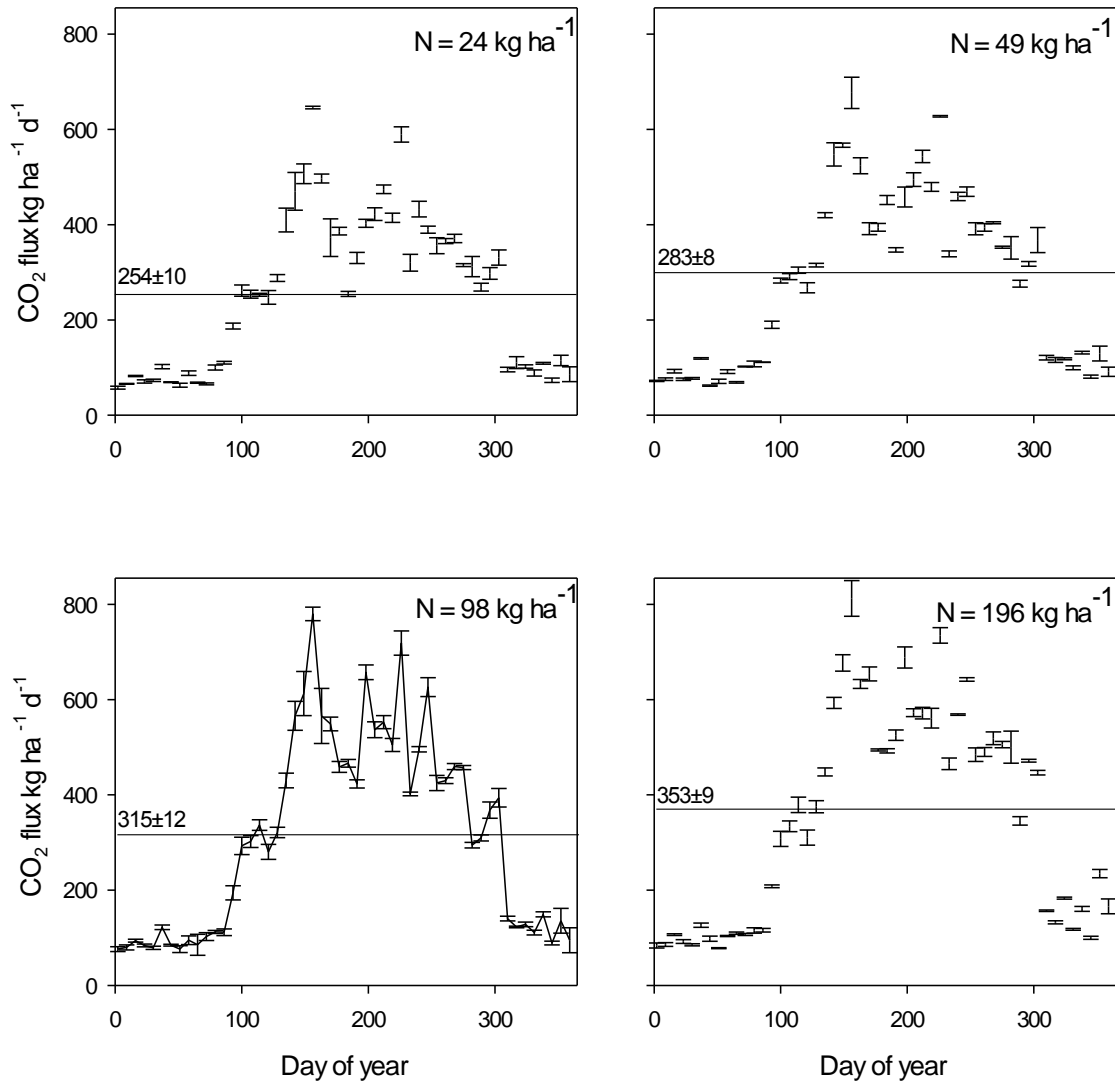 N = 24 kg ha⁻¹
N = 49 kg ha⁻¹
CO₂ flux kg ha⁻¹ d⁻¹
800
600
400
200
0
254±10
283±8
0 100 200 300
0 100 200 300
N = 98 kg ha⁻¹
N = 196 kg ha⁻¹
CO₂ flux kg ha⁻¹ d⁻¹
800
600
400
200
0
315±12
353±9
0 100 200 300
0 100 200 300
Day of year
Day of year